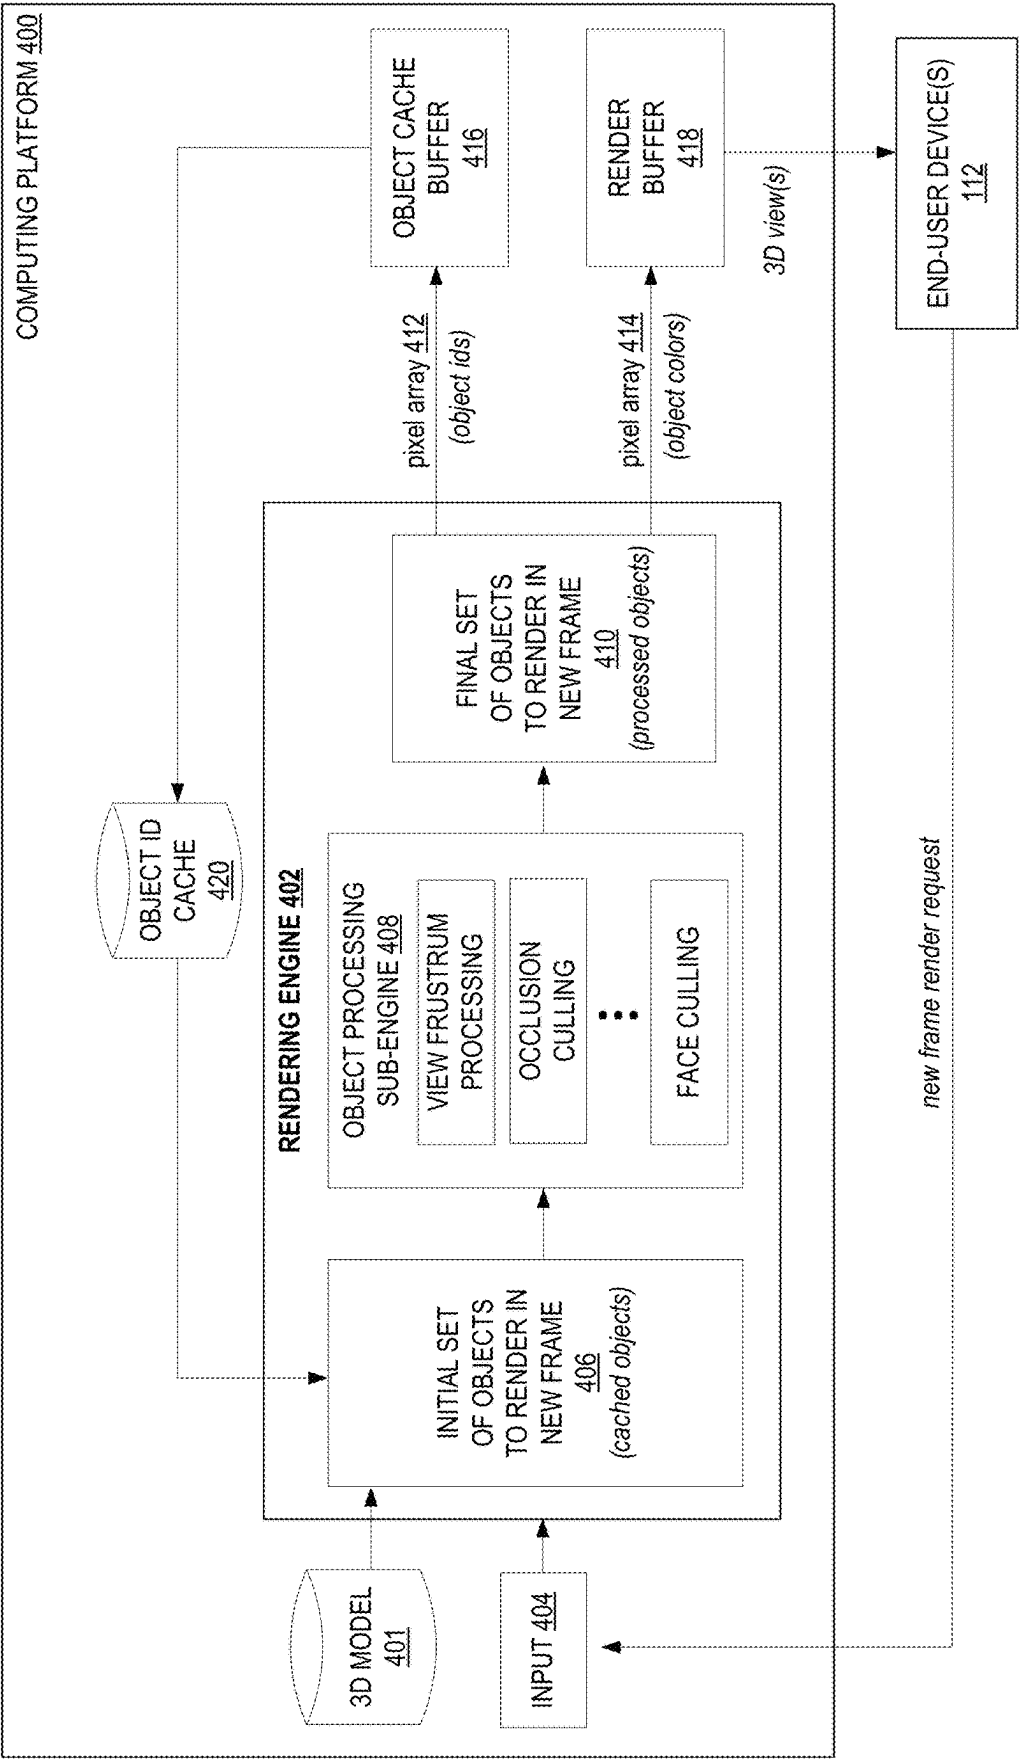 COMPUTING PLATFORM 400
OBJECT ID
CACHE
420
OBJECT CACHE
BUFFER
416
RENDERING ENGINE 402
3D MODEL
401
INPUT 404
INITIAL SET
OF OBJECTS
TO RENDER IN
NEW FRAME
406
(cached objects)
OBJECT PROCESSING
SUB-ENGINE 408
VIEW FRUSTRUM
PROCESSING
OCCLUSION
CULLING
•••
FACE CULLING
FINAL SET
OF OBJECTS
TO RENDER IN
NEW FRAME
410
(processed objects)
pixel array 412
(object ids)
pixel array 414
(object colors)
RENDER
BUFFER
418
3D view(s)
END-USER DEVICE(S)
112
new frame render request